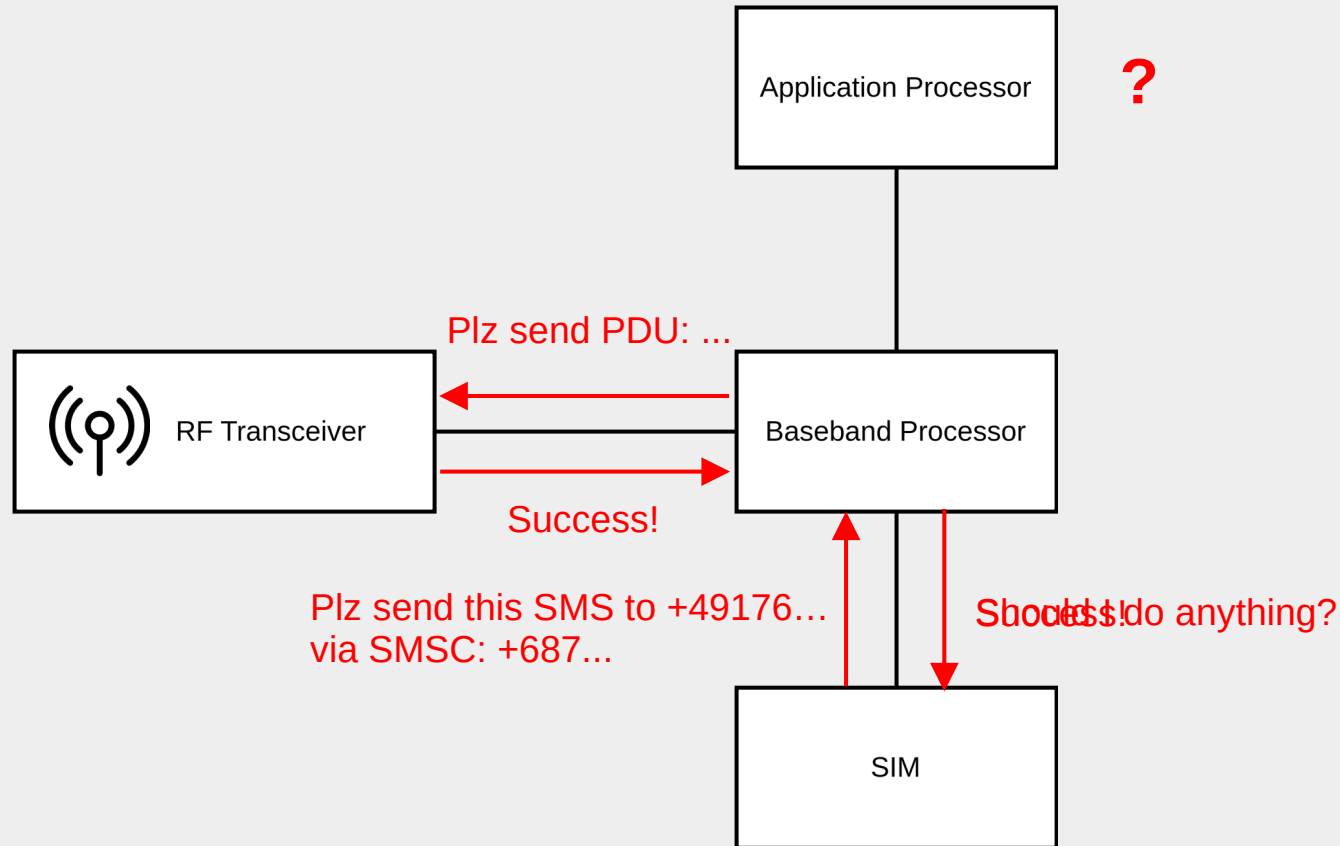 Application Processor
?
Plz send PDU: ...
RF Transceiver
Baseband Processor
Success!
Plz send this SMS to +49176…
via SMSC: +687...
Success!
Should I do anything?
SIM